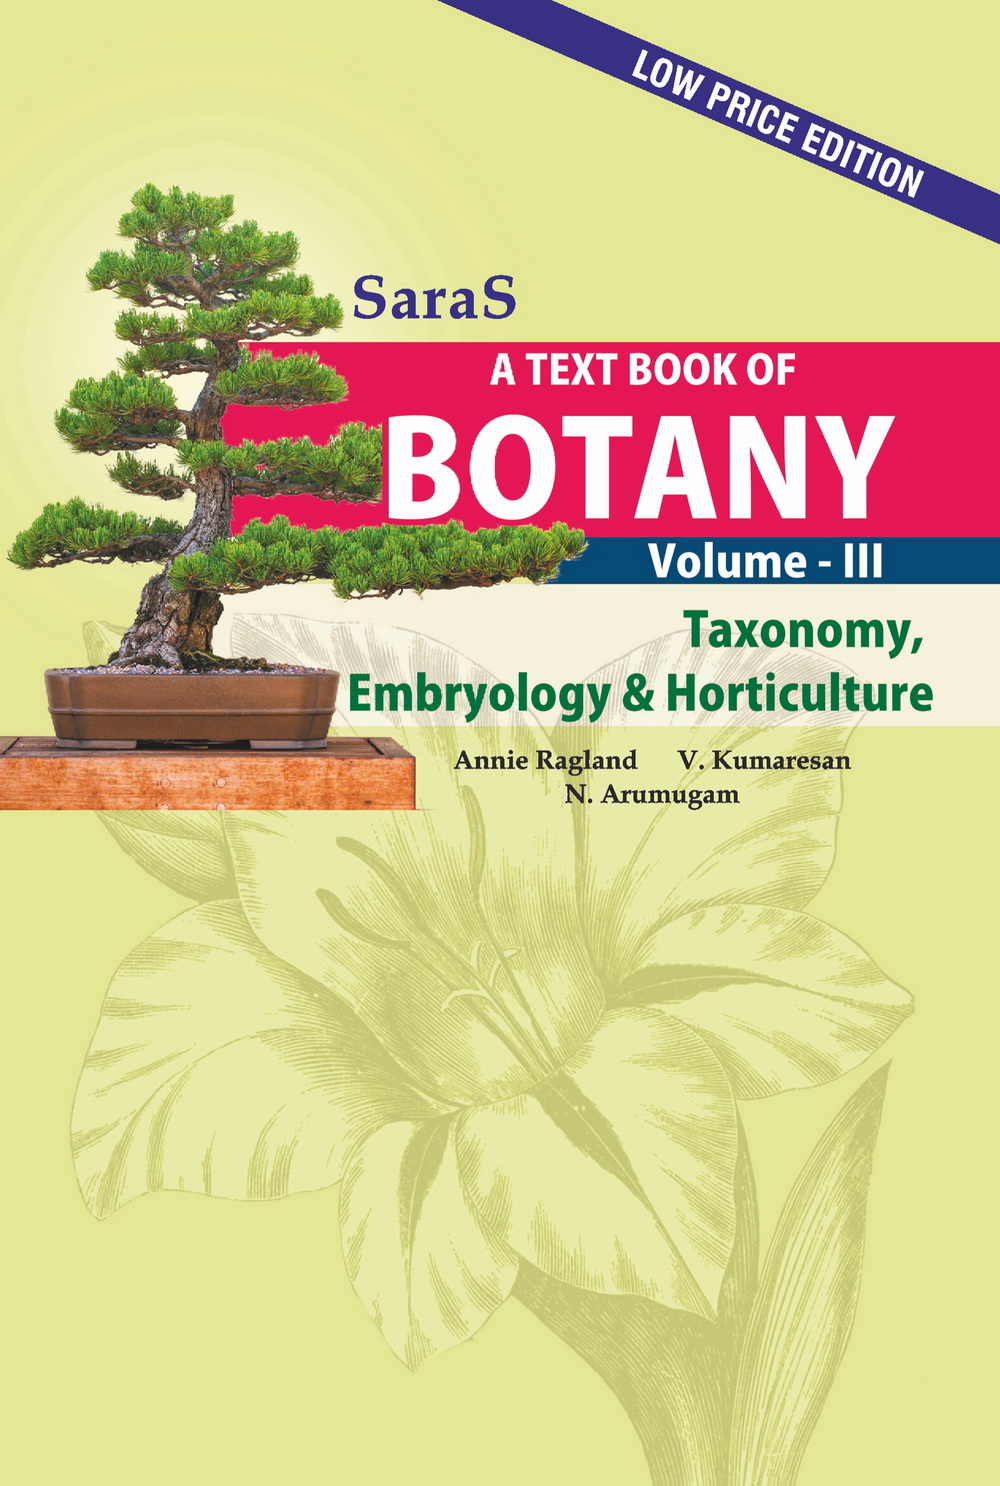 LOW PRICE EDITION
SaraS
A TEXT BOOK OF
BOTANY
Volume - III
Taxonomy,
Embryology & Horticulture
Annie Ragland V. Kumaresan
N. Arumugam